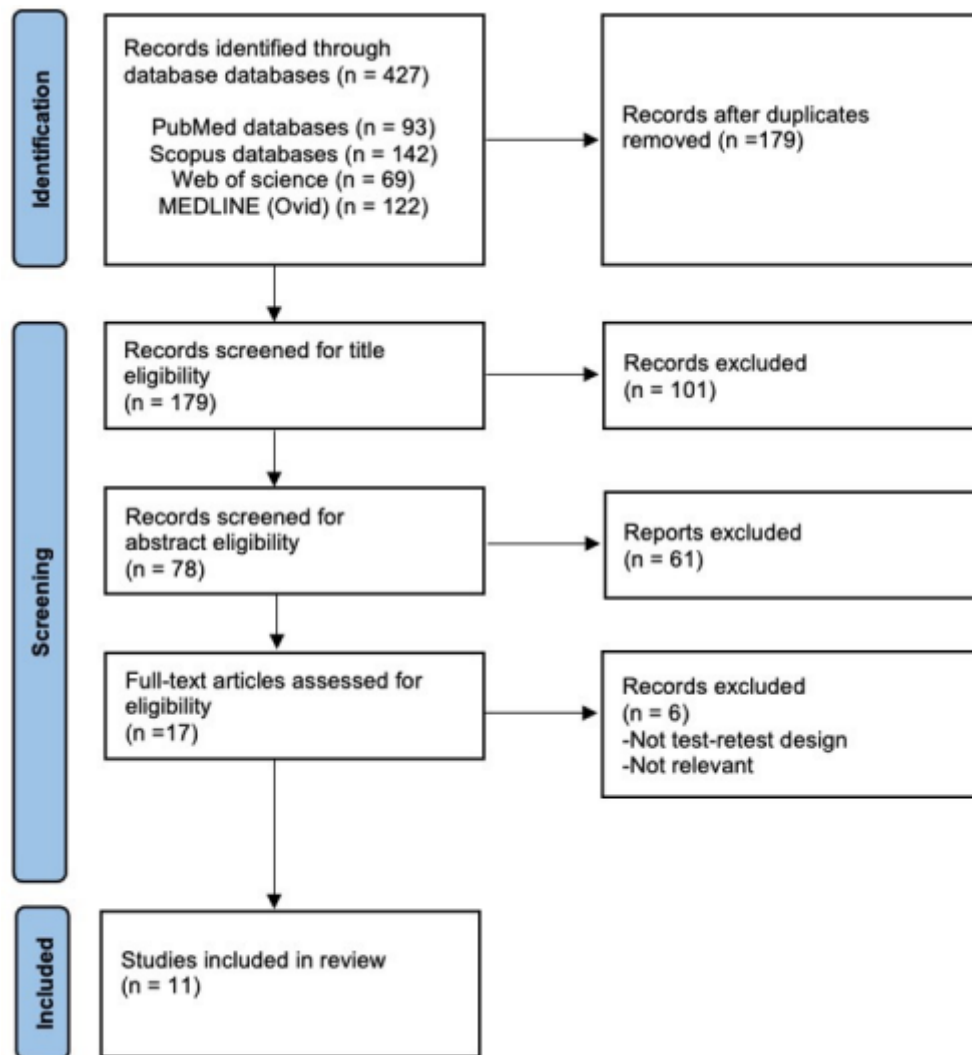 Identification
Records identified through
database databases (n = 427)
PubMed databases (n = 93)
Scopus databases (n = 142)
Web of science (n = 69)
MEDLINE (Ovid) (n = 122)
Records after duplicates
removed (n =179)
Screening
Records screened for title
eligibility
(n = 179)
Records excluded
(n = 101)
Records screened for
abstract eligibility
(n = 78)
Reports excluded
(n = 61)
Full-text articles assessed for
eligibility
(n =17)
Records excluded
(n = 6)
-Not test-retest design
-Not relevant
Included
Studies included in review
(n = 11)